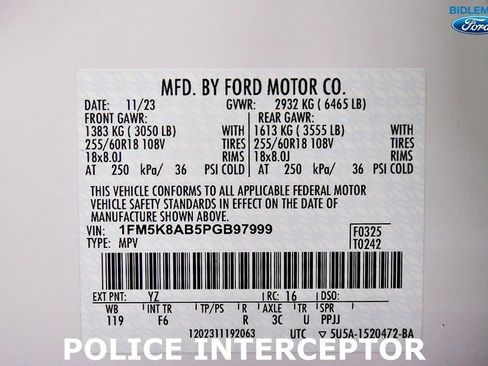 BIDLEM
Ford
MFD. BY FORD MOTOR CO.
DATE: 11/23 GVWR: 2932 KG ( 6465 LB)
FRONT GAWR: REAR GAWR:
1383 KG ( 3050 LB) WITH 1613 KG ( 3555 LB) WITH
255/60R18 108V TIRES 255/60R18 108V TIRES
18x8.0J RIMS 18x8.0J RIMS
AT 250 kPa/ 36 PSI COLD AT 250 kPa/ 36 PSI COLD
THIS VEHICLE CONFORMS TO ALL APPLICABLE FEDERAL MOTOR
VEHICLE SAFETY STANDARDS IN EFFECT ON THE DATE OF
MANUFACTURE SHOWN ABOVE.
VIN: 1FM5K8AB5PGB97999 F0325
TYPE: MPV T0242
EXT PNT: YZ RC: 16 DSO:
WB INT TR TP/PS R AXLE TR SPR
119 F6 R 3C U PPJJ
1202311192063 UTC 5U5A-1520472-BA
POLICE INTERCEPTOR